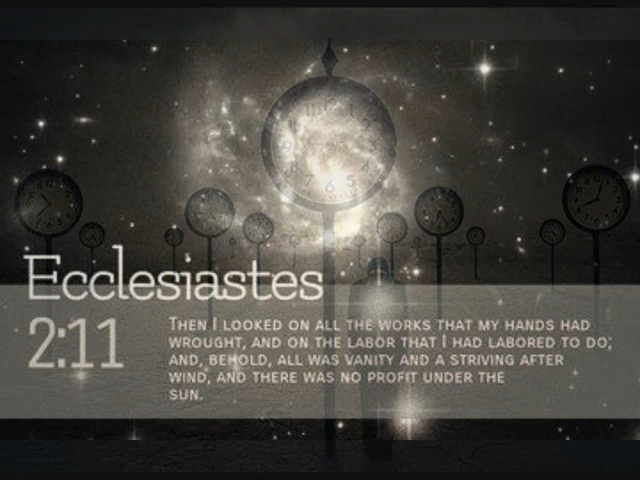 Ecclesiastes
2:11
Then I looked on all the works that my hands had
wrought, and on the labor that I had labored to do;
and, behold, all was vanity and a striving after
wind, and there was no profit under the
sun.